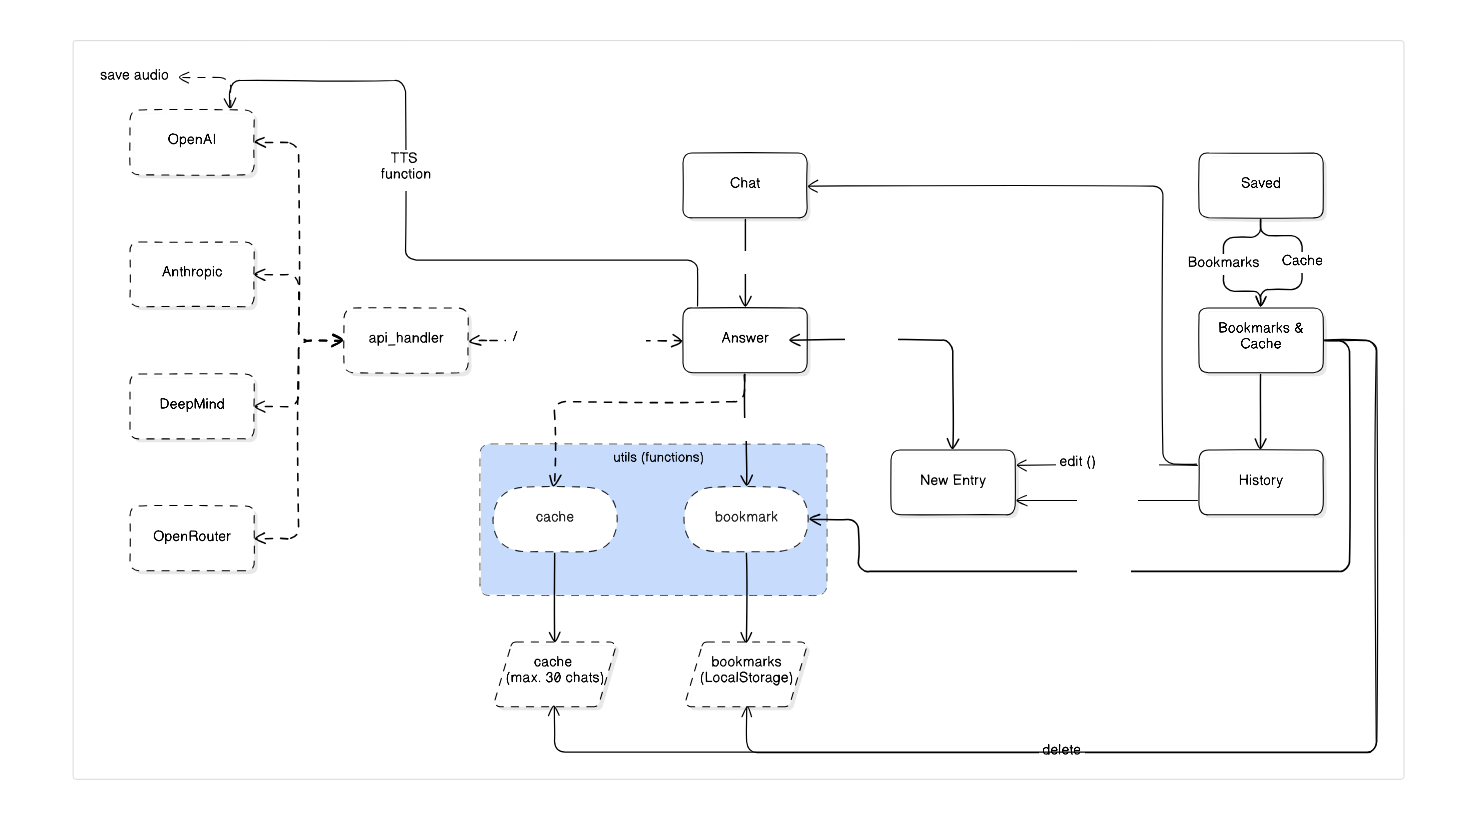 save audio
OpenAI
TTS
function
Chat
Saved
Anthropic
Bookmarks
Cache
api_handler
/
Answer
Bookmarks &
Cache
DeepMind
utils (functions)
edit ()
New Entry
History
cache
bookmark
OpenRouter
cache
(max. 30 chats)
bookmarks
(LocalStorage)
delete